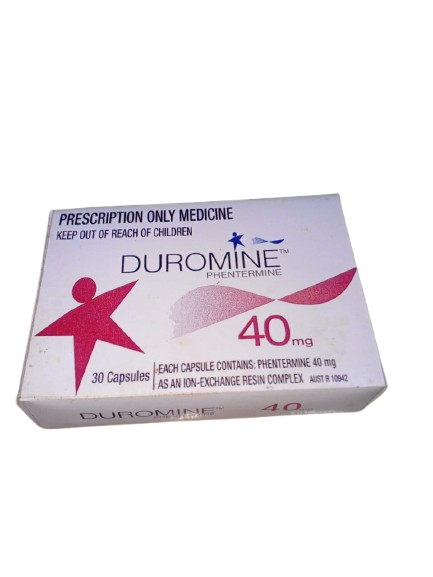 PRESCRIPTION ONLY MEDICINE
KEEP OUT OF REACH OF CHILDREN
DUROMINE™
PHENTERMINE
40mg
30 Capsules
EACH CAPSULE CONTAINS: PHENTERMINE 40 mg
AS AN ION-EXCHANGE RESIN COMPLEX AUST R 10942
DUROMINE™
40